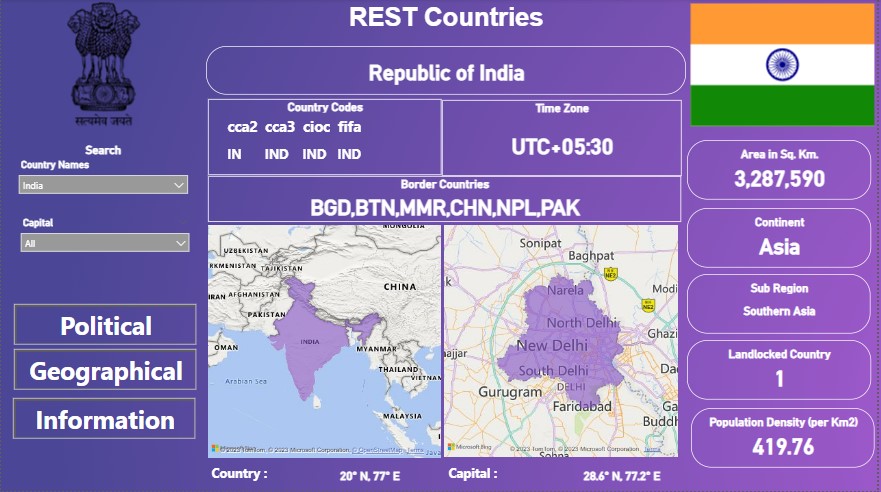 REST Countries
सत्यमेव जयते
Republic of India
Search
Country Names
India
Capital
All
Political
Geographical
Information
Country Codes
cca2 cca3 cioc fifa
IN IND IND IND
Time Zone
UTC+05:30
Border Countries
BGD,BTN,MMR,CHN,NPL,PAK
MONGOLIA
UZBEKISTAN
TAJIKISTAN
CHINA
IRAN AFGHANISTAN
PAKISTAN
OMAN
INDIA
MYANMAR
Arabian Sea
THAILAND
VIETNAM
MALAYSIA
Microsoft Bing
© 2023 TomTom, © 2023 Microsoft Corporation, © OpenStreetMap Terms
Sonipat
Baghpat
NE2
Narela
Modi
NE2
North Delhi
Ghazi
New Delhi
ajjar
South Delhi
DELHI
Gurugram
Faridabad
Buddh
Sohna
Microsoft Bing
© 2023 TomTom, © 2023 Microsoft Corporation, Terms
Country :
20° N, 77° E
Capital :
28.6° N, 77.2° E
Area in Sq. Km.
3,287,590
Continent
Asia
Sub Region
Southern Asia
Landlocked Country
1
Population Density (per Km2)
419.76